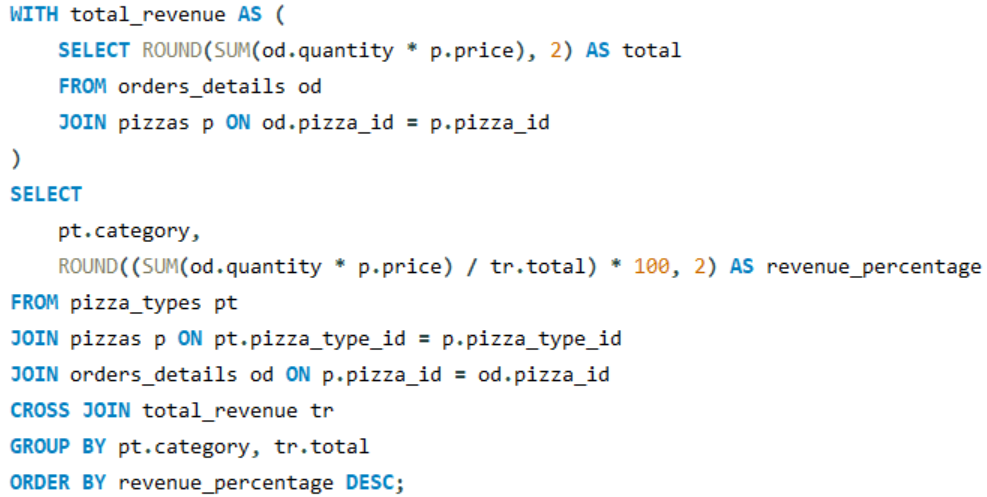 WITH total_revenue AS (
    SELECT ROUND(SUM(od.quantity * p.price), 2) AS total
    FROM orders_details od
    JOIN pizzas p ON od.pizza_id = p.pizza_id
)
SELECT
    pt.category,
    ROUND((SUM(od.quantity * p.price) / tr.total) * 100, 2) AS revenue_percentage
FROM pizza_types pt
JOIN pizzas p ON pt.pizza_type_id = p.pizza_type_id
JOIN orders_details od ON p.pizza_id = od.pizza_id
CROSS JOIN total_revenue tr
GROUP BY pt.category, tr.total
ORDER BY revenue_percentage DESC;